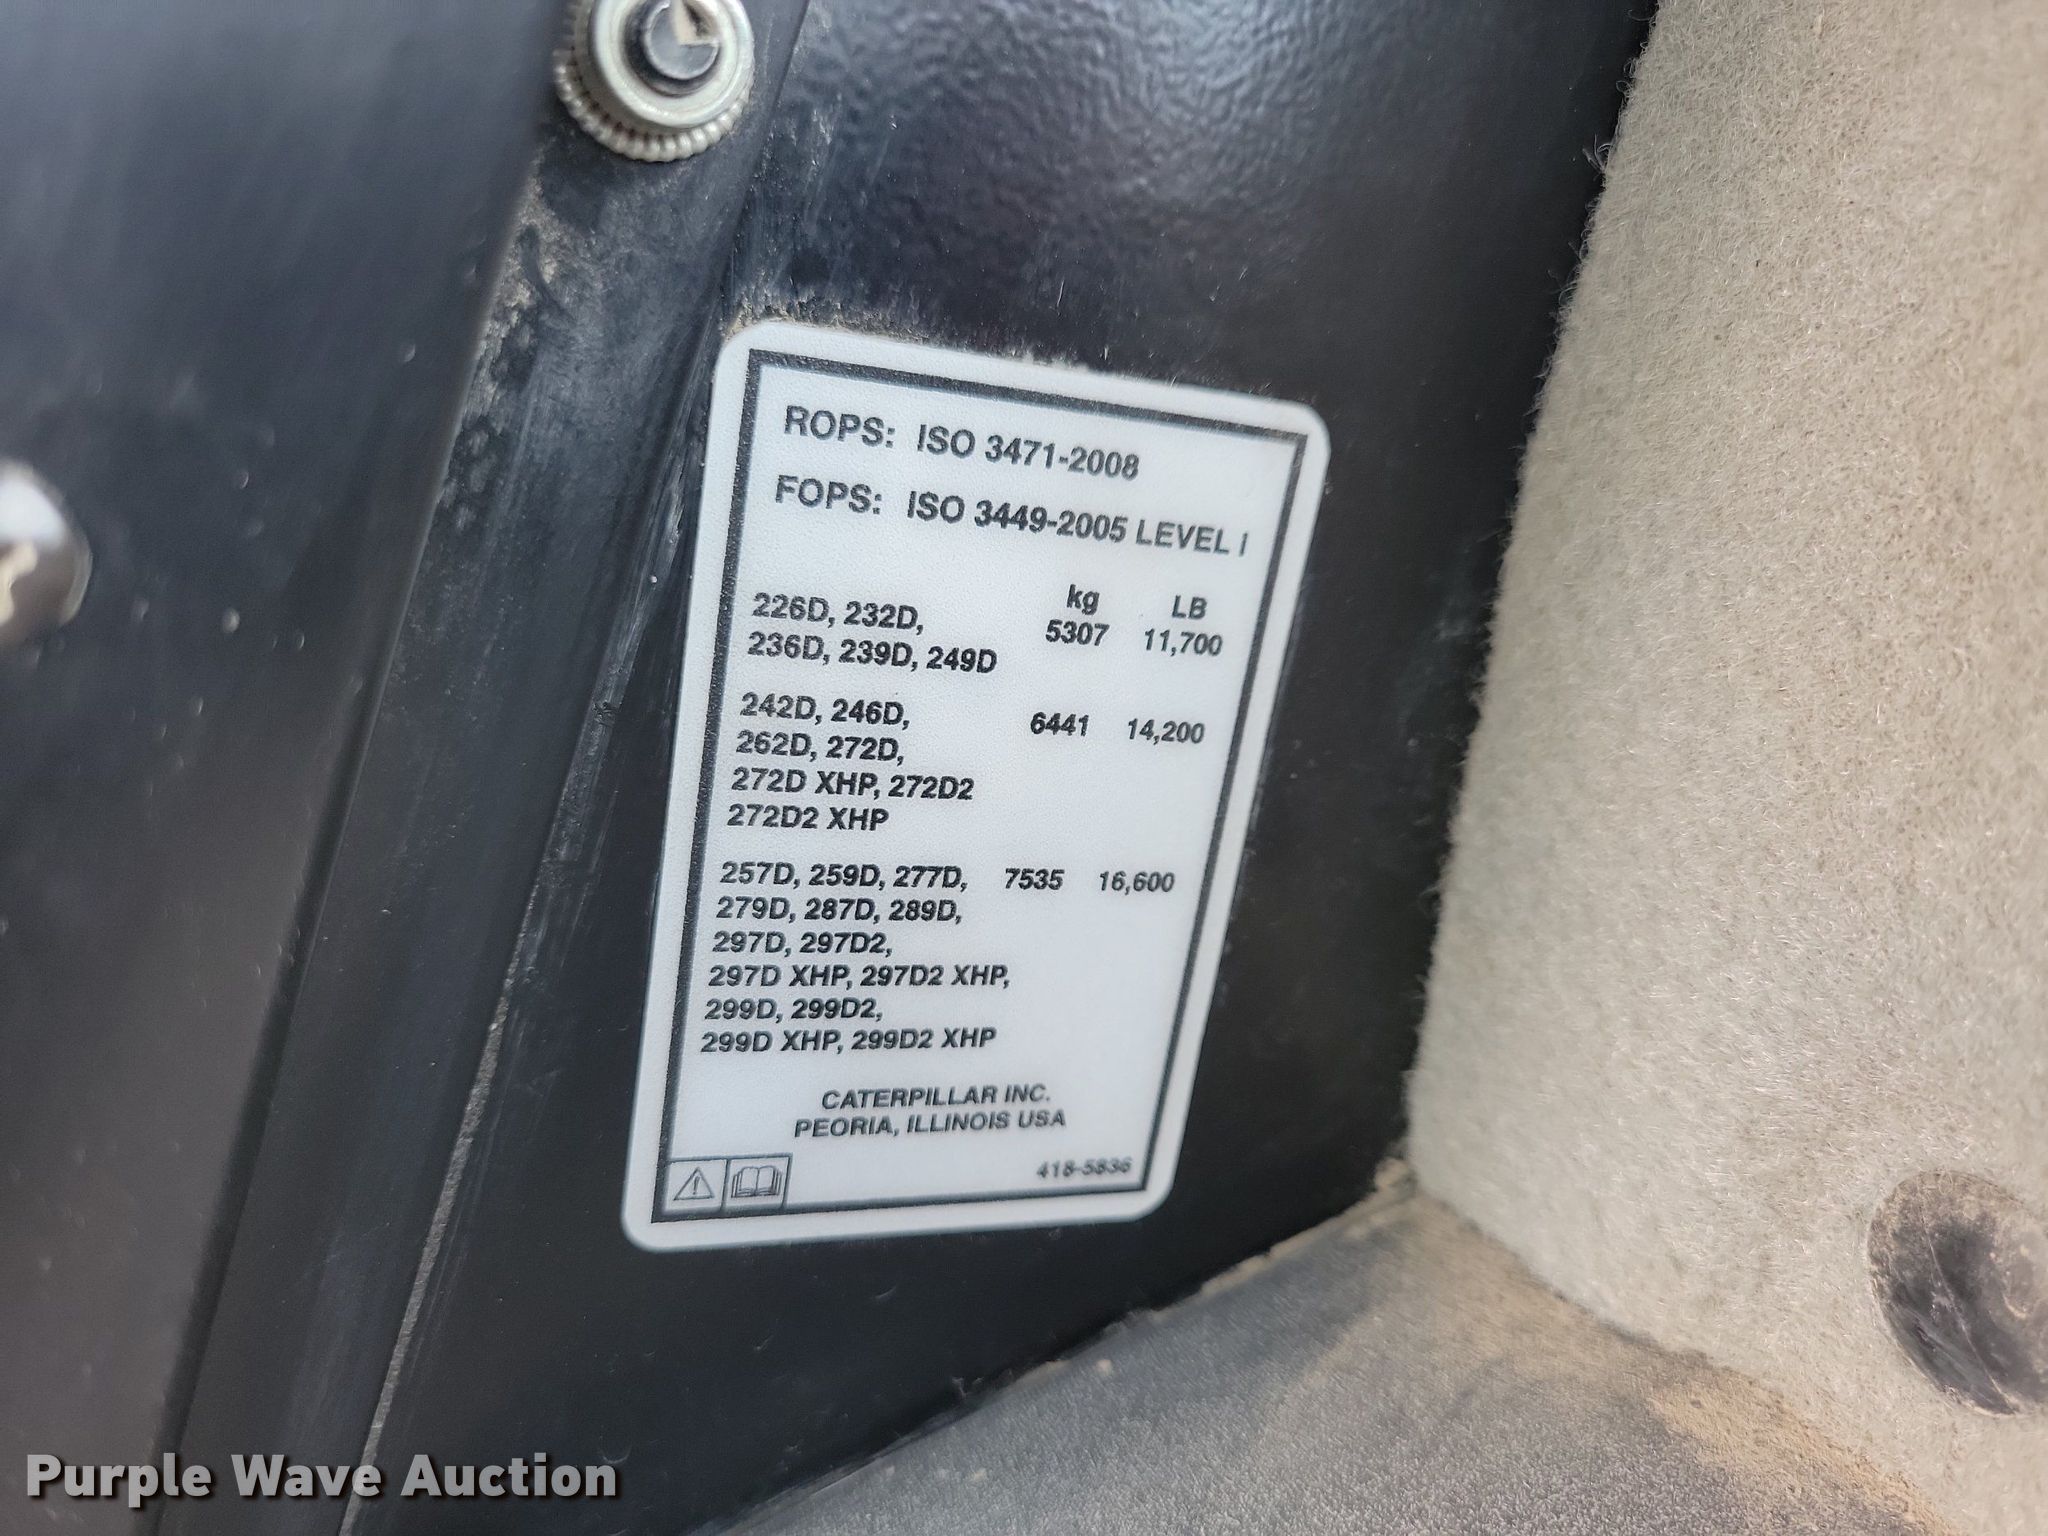 ROPS: ISO 3471-2008
FOPS: ISO 3449-2005 LEVEL I
kg LB
226D, 232D, 5307 11,700
236D, 239D, 249D
242D, 246D, 6441 14,200
262D, 272D,
272D XHP, 272D2
272D2 XHP
257D, 259D, 277D, 7535 16,600
279D, 287D, 289D,
297D, 297D2,
297D XHP, 297D2 XHP,
299D, 299D2,
299D XHP, 299D2 XHP
CATERPILLAR INC.
PEORIA, ILLINOIS USA
418-5836
Purple Wave Auction